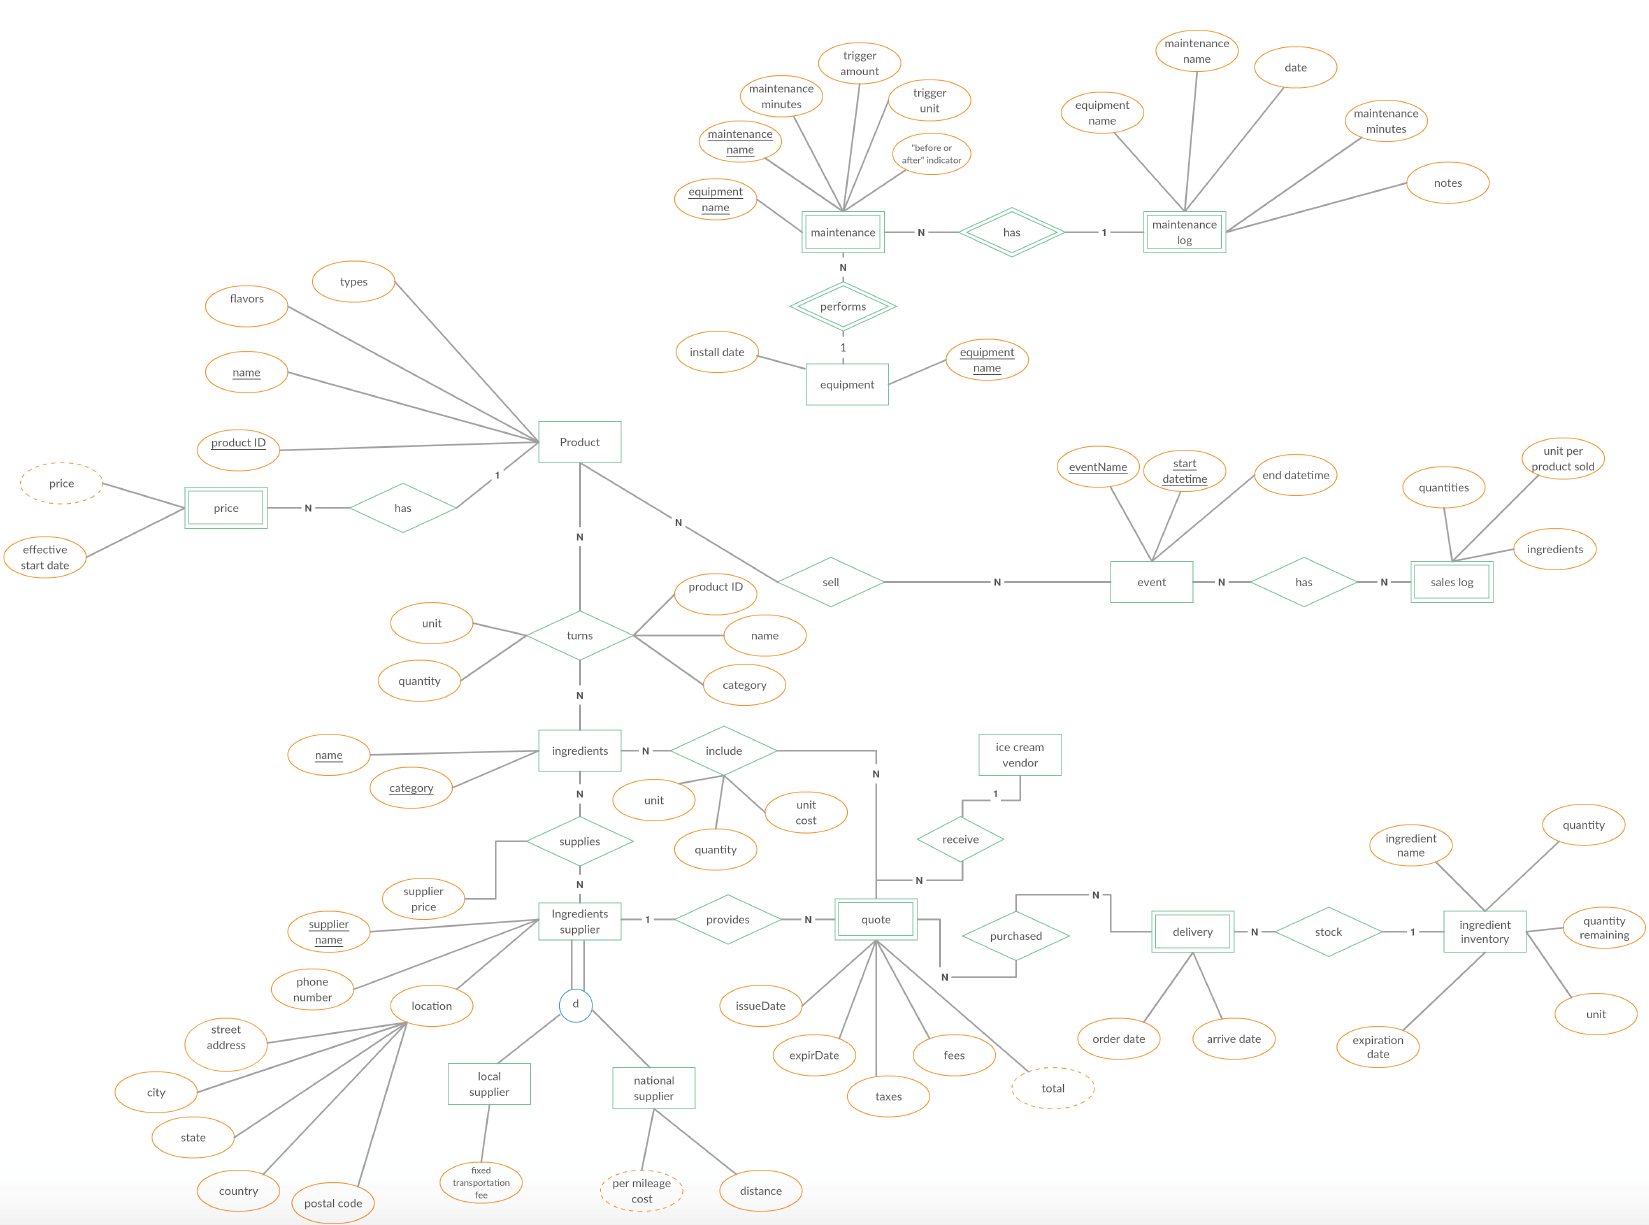 maintenance
name
trigger
amount
date
maintenance
minutes
trigger
unit
equipment
name
maintenance
minutes
maintenance
name
"before or
after" indicator
equipment
name
notes
maintenance
N
has
1
maintenance
log
N
performs
1
install date
equipment
name
equipment
types
flavors
name
product ID
Product
1
price
price
N
has
effective
start date
N
N
eventName
start
datetime
end datetime
quantities
unit per
product sold
ingredients
sell
N
event
N
has
N
sales log
unit
quantity
turns
product ID
name
category
N
name
category
ingredients
N
include
N
unit
quantity
unit
cost
ice cream
vendor
1
receive
N
N
supplies
N
supplier
price
supplier
name
phone
number
location
Ingredients
supplier
1
provides
N
quote
N
purchased
N
delivery
N
stock
1
ingredient
inventory
ingredient
name
quantity
quantity
remaining
unit
expiration
date
order date
arrive date
issueDate
expirDate
taxes
fees
total
street
address
city
state
country
postal code
d
local
supplier
national
supplier
fixed
transportation
fee
per mileage
cost
distance